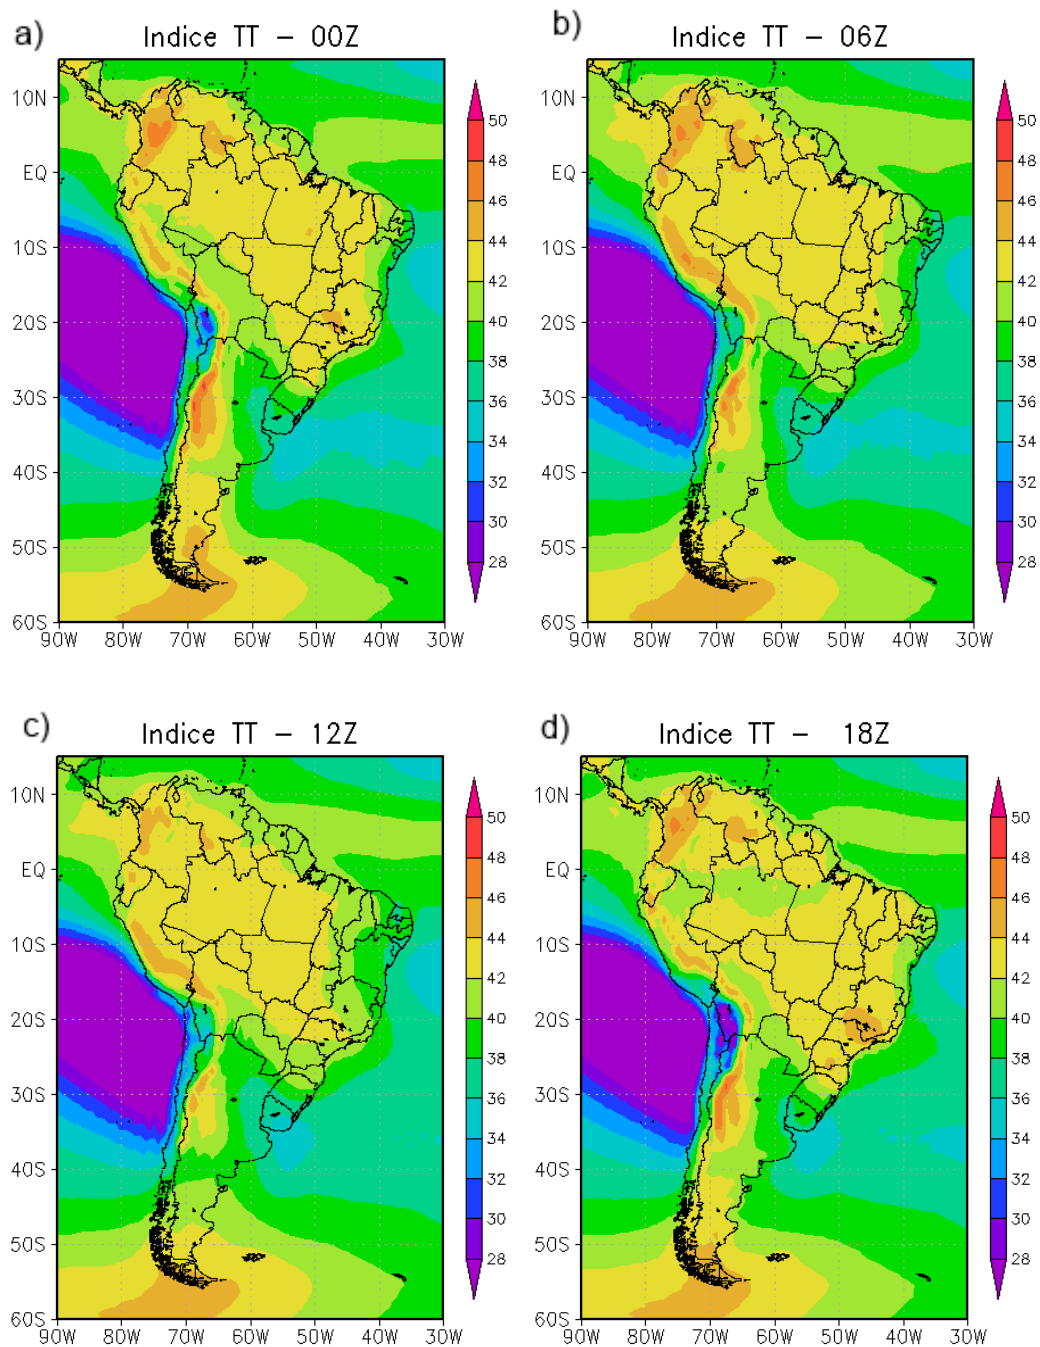 a)
Indice TT – 00Z
10N
EQ
10S
20S
30S
40S
50S
60S
90W 80W 70W 60W 50W 40W 30W
50
48
46
44
42
40
38
36
34
32
30
28
b)
Indice TT – 06Z
10N
EQ
10S
20S
30S
40S
50S
60S
90W 80W 70W 60W 50W 40W 30W
50
48
46
44
42
40
38
36
34
32
30
28
c)
Indice TT – 12Z
10N
EQ
10S
20S
30S
40S
50S
60S
90W 80W 70W 60W 50W 40W 30W
50
48
46
44
42
40
38
36
34
32
30
28
d)
Indice TT – 18Z
10N
EQ
10S
20S
30S
40S
50S
60S
90W 80W 70W 60W 50W 40W 30W
50
48
46
44
42
40
38
36
34
32
30
28